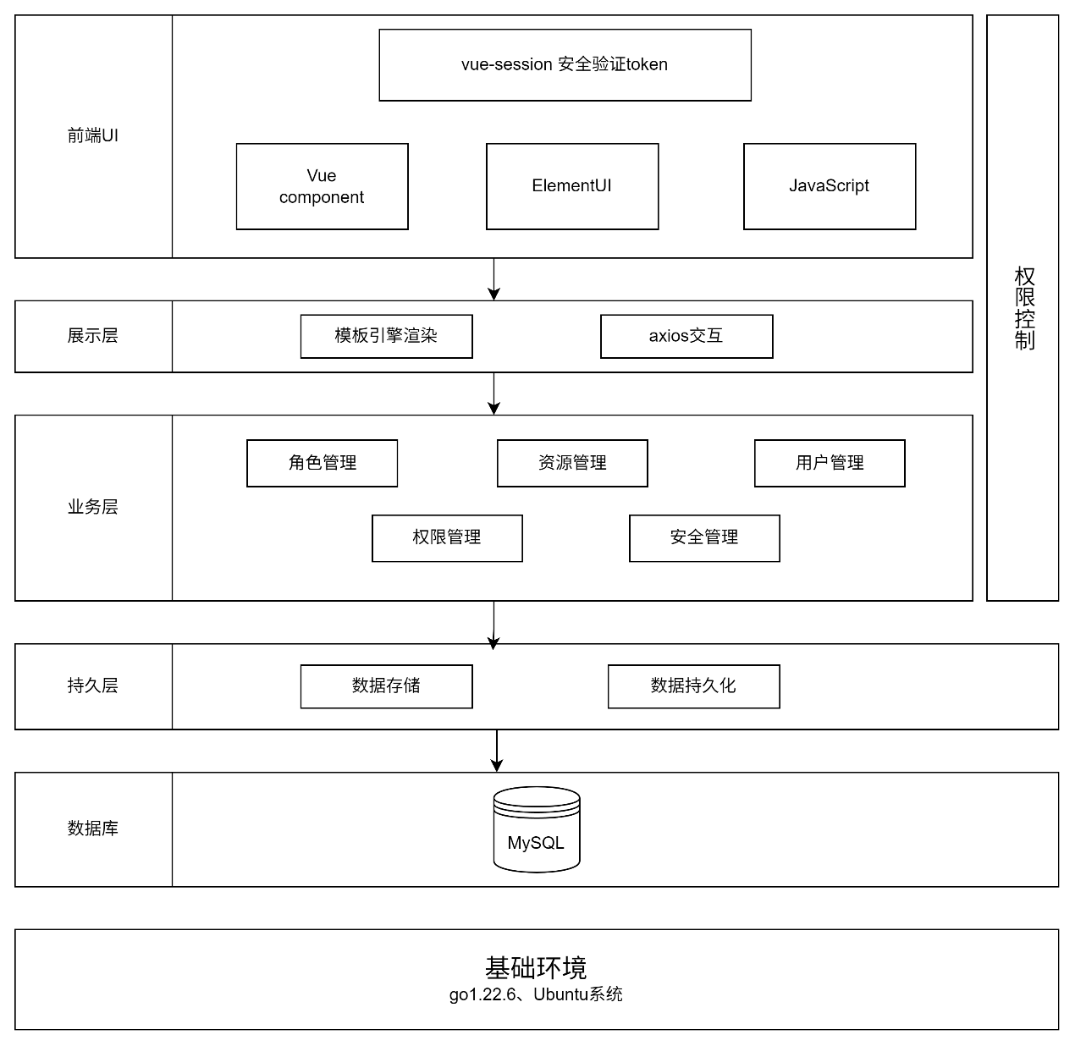 vue-session 安全验证token
前端UI
Vue
component
ElementUI
JavaScript
权限控制
展示层
模板引擎渲染
axios交互
角色管理
资源管理
用户管理
业务层
权限管理
安全管理
持久层
数据存储
数据持久化
数据库
MySQL
基础环境
go1.22.6、Ubuntu系统